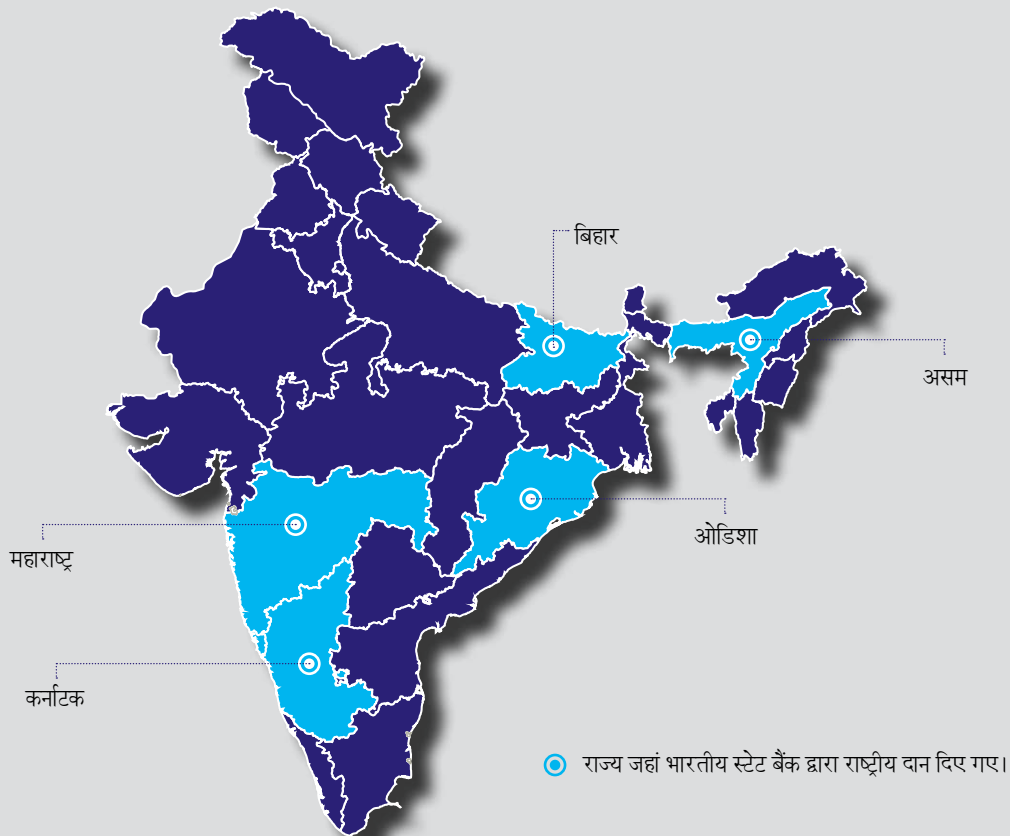 बिहार
असम
ओडिशा
महाराष्ट्र
कर्नाटक
राज्य जहां भारतीय स्टेट बैंक द्वारा राष्ट्रीय दान दिए गए।